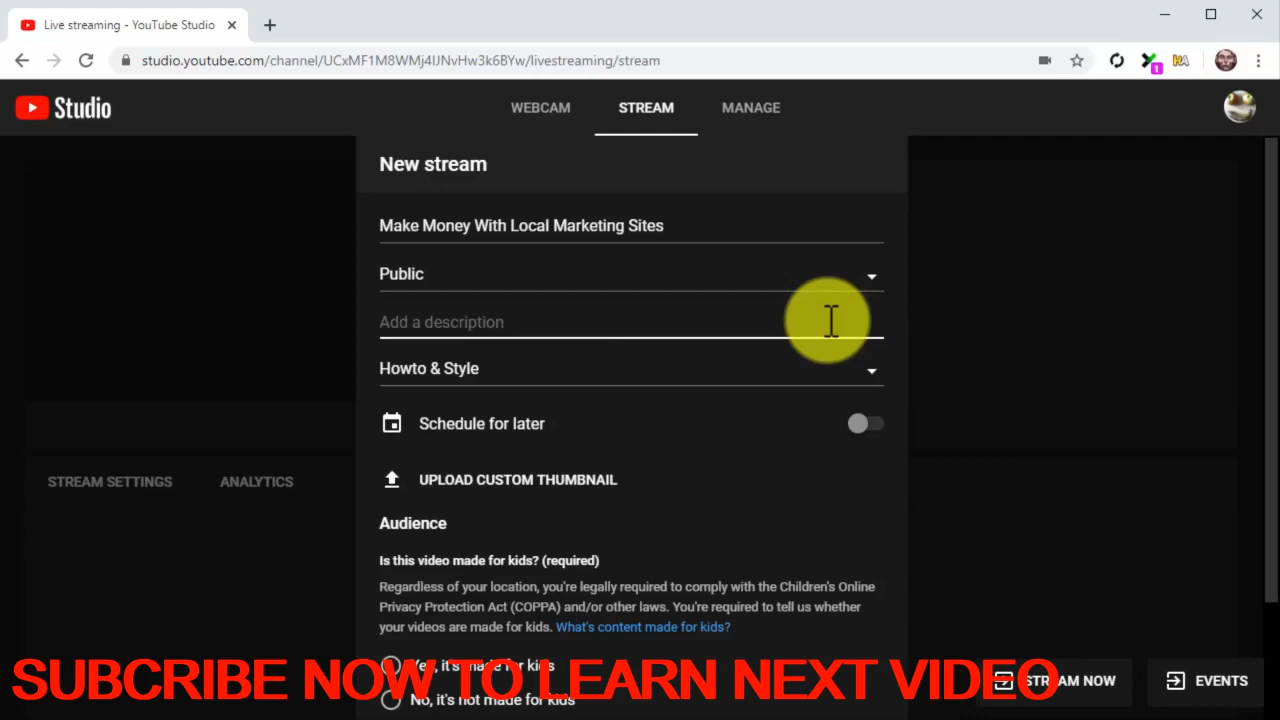 Live streaming - YouTube Studio
studio.youtube.com/channel/UCxMF1M8WMj4IJNvHw3k6BYw/livestreaming/stream
1
Studio
WEBCAM
STREAM
MANAGE
New stream
Make Money With Local Marketing Sites
Public
Add a description
Howto & Style
Schedule for later
STREAM SETTINGS
ANALYTICS
UPLOAD CUSTOM THUMBNAIL
Audience
Is this video made for kids? (required)
Regardless of your location, you're legally required to comply with the Children's Online
Privacy Protection Act (COPPA) and/or other laws. You're required to tell us whether
your videos are made for kids. What's content made for kids?
Yes, it's made for kids
SUBCRIBE NOW TO LEARN NEXT VIDEO
STREAM NOW
EVENTS
No, it's not made for kids